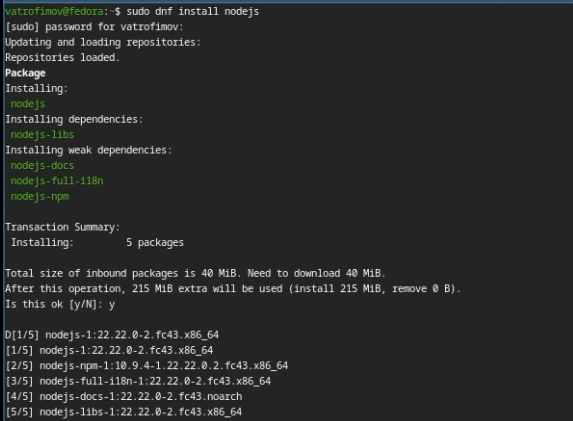 vatrofimov@fedora:~$ sudo dnf install nodejs
[sudo] password for vatrofimov:
Updating and loading repositories:
Repositories loaded.
Package
Installing:
nodejs
Installing dependencies:
nodejs-libs
Installing weak dependencies:
nodejs-docs
nodejs-full-i18n
nodejs-npm
Transaction Summary:
Installing: 5 packages
Total size of inbound packages is 40 MiB. Need to download 40 MiB.
After this operation, 215 MiB extra will be used (install 215 MiB, remove 0 B).
Is this ok [y/N]: y
D[1/5] nodejs-1:22.22.0-2.fc43.x86_64
[1/5] nodejs-1:22.22.0-2.fc43.x86_64
[2/5] nodejs-npm-1:10.9.4-1.22.22.0.2.fc43.x86_64
[3/5] nodejs-full-i18n-1:22.22.0-2.fc43.x86_64
[4/5] nodejs-docs-1:22.22.0-2.fc43.noarch
[5/5] nodejs-libs-1:22.22.0-2.fc43.x86_64